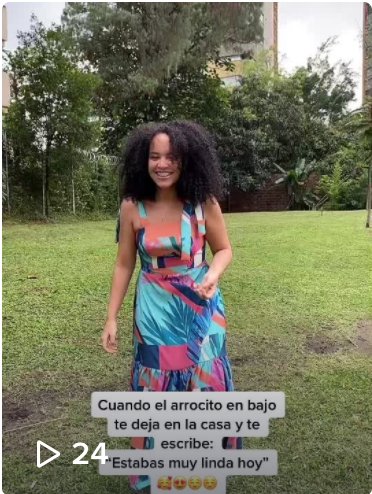 Cuando el arrocito en bajo
te deja en la casa y te
escribe:
"Estabas muy linda hoy"
🥰😍☺️☺️
24